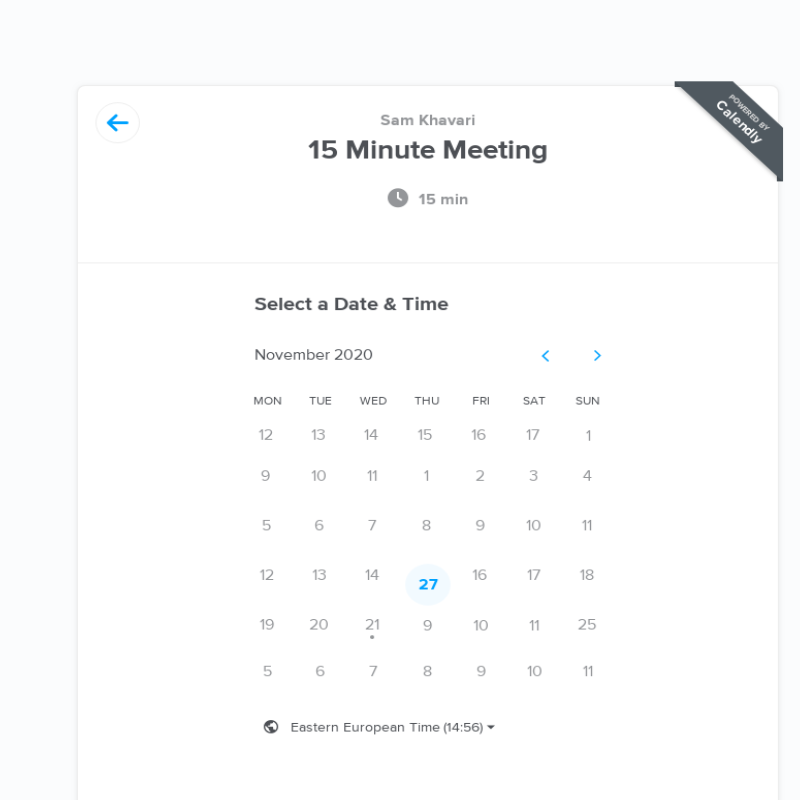 POWERED BY
Calendly
Sam Khavari
15 Minute Meeting
15 min
Select a Date & Time
November 2020
MON TUE WED THU FRI SAT SUN
12 13 14 15 16 17 1
9 10 11 1 2 3 4
5 6 7 8 9 10 11
12 13 14 27 16 17 18
19 20 21 9 10 11 25
5 6 7 8 9 10 11
Eastern European Time (14:56)